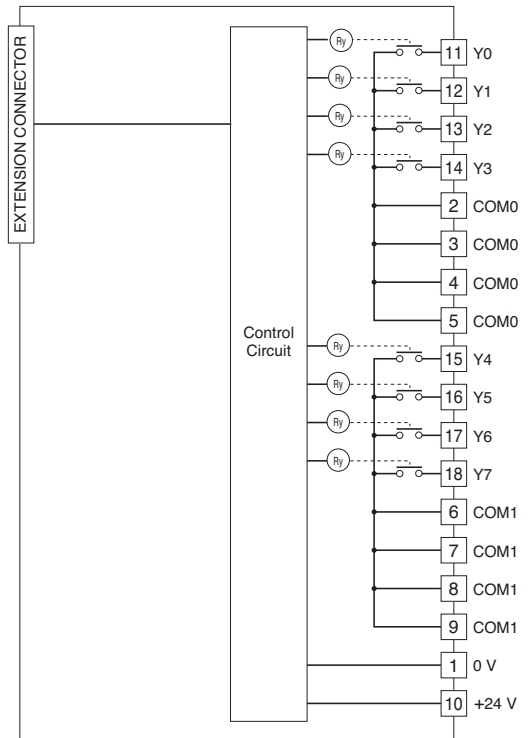 EXTENSION CONNECTOR
Control
Circuit
Ry 11 Y0
Ry 12 Y1
Ry 13 Y2
Ry 14 Y3
2 COM0
3 COM0
4 COM0
5 COM0
Ry 15 Y4
Ry 16 Y5
Ry 17 Y6
Ry 18 Y7
6 COM1
7 COM1
8 COM1
9 COM1
1 0 V
10 +24 V